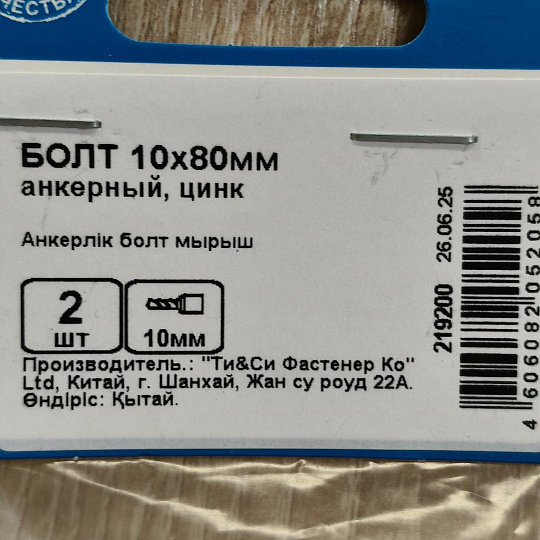 ЧЕСТЬЮ
БОЛТ 10х80мм
анкерный, цинк
Анкерлік болт мырыш
2
шт
10мм
Производитель.: "Ти&Си Фастенер Ко"
Ltd, Китай, г. Шанхай, Жан су роуд 22А.
Өндіріс: Қытай.
219200 26.06.25
4606082052058